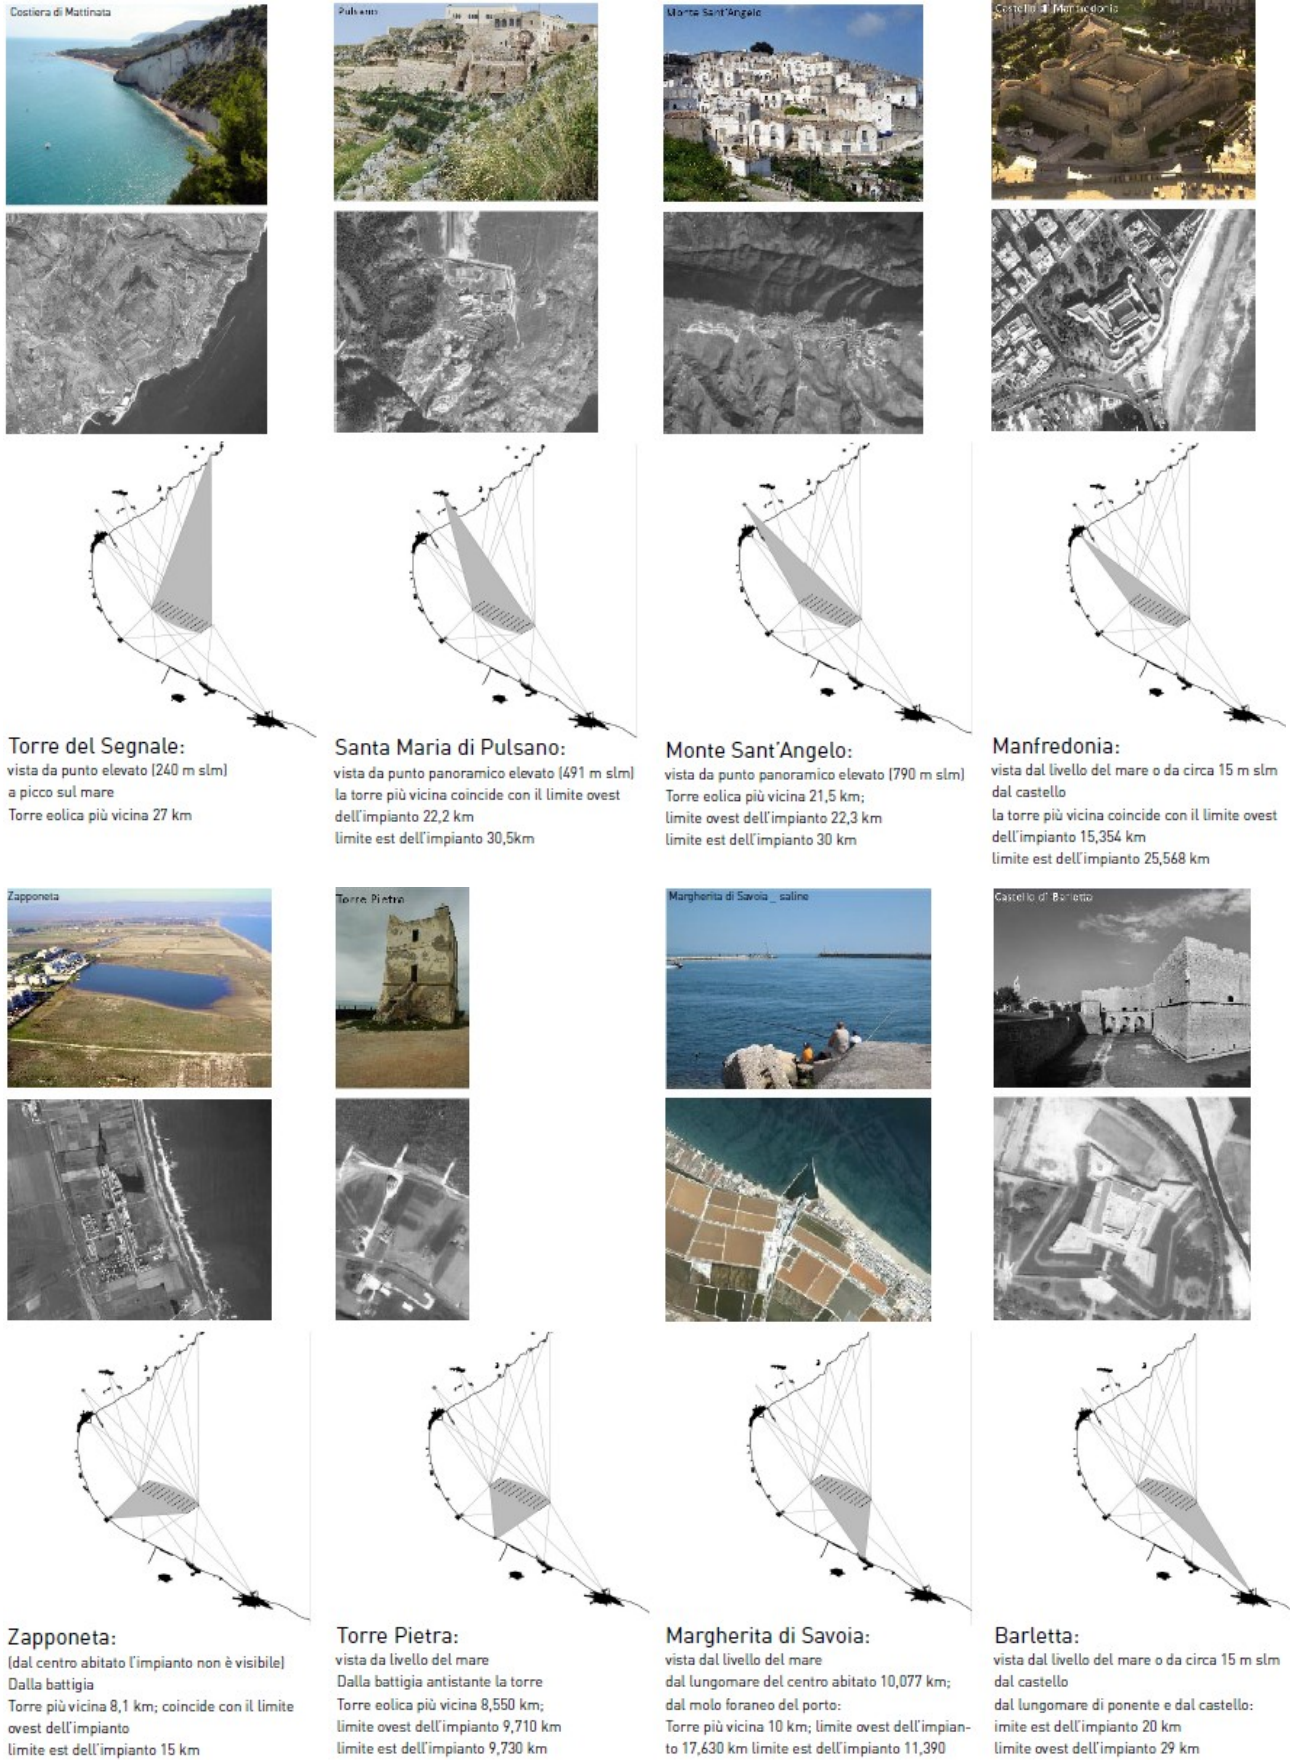 Costiera di Mattinata
Pulsano
Monte Sant'Angelo
Castello di Manfredonia
Torre del Segnale:
vista da punto elevato (240 m slm)
a picco sul mare
Torre eolica più vicina 27 km
Santa Maria di Pulsano:
vista da punto panoramico elevato (491 m slm)
la torre più vicina coincide con il limite ovest
dell'impianto 22,2 km
limite est dell'impianto 30,5km
Monte Sant'Angelo:
vista da punto panoramico elevato (790 m slm)
Torre eolica più vicina 21,5 km;
limite ovest dell'impianto 22,3 km
limite est dell'impianto 30 km
Manfredonia:
vista dal livello del mare o da circa 15 m slm
dal castello
la torre più vicina coincide con il limite ovest
dell'impianto 15,354 km
limite est dell'impianto 25,568 km
Zapponeta
Torre Pietra
Margherita di Savoia _ saline
Castello di Barletta
Zapponeta:
(dal centro abitato l'impianto non è visibile)
Dalla battigia
Torre più vicina 8,1 km; coincide con il limite
ovest dell'impianto
limite est dell'impianto 15 km
Torre Pietra:
vista da livello del mare
Dalla battigia antistante la torre
Torre eolica più vicina 8,550 km;
limite ovest dell'impianto 9,710 km
limite est dell'impianto 9,730 km
Margherita di Savoia:
vista dal livello del mare
dal lungomare del centro abitato 10,077 km;
dal molo foraneo del porto:
Torre più vicina 10 km; limite ovest dell'impian-
to 17,630 km limite est dell'impianto 11,390
Barletta:
vista dal livello del mare o da circa 15 m slm
dal castello
dal lungomare di ponente e dal castello:
imite est dell'impianto 20 km
limite ovest dell'impianto 29 km